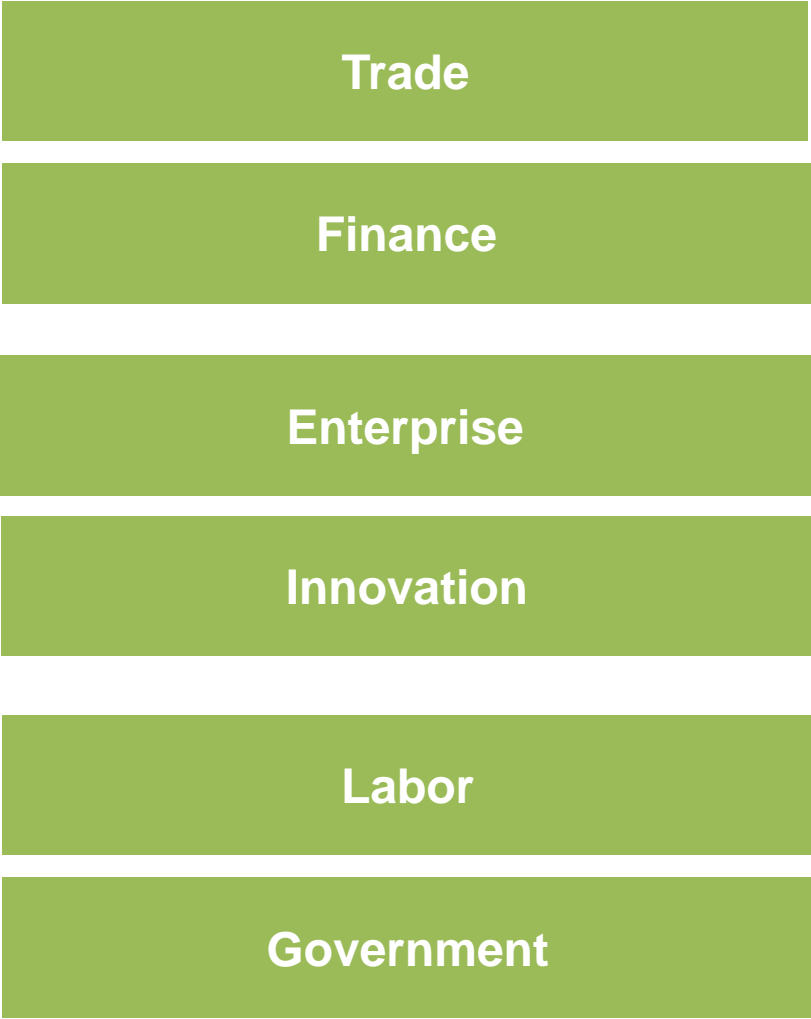 Trade
Finance
Enterprise
Innovation
Labor
Government